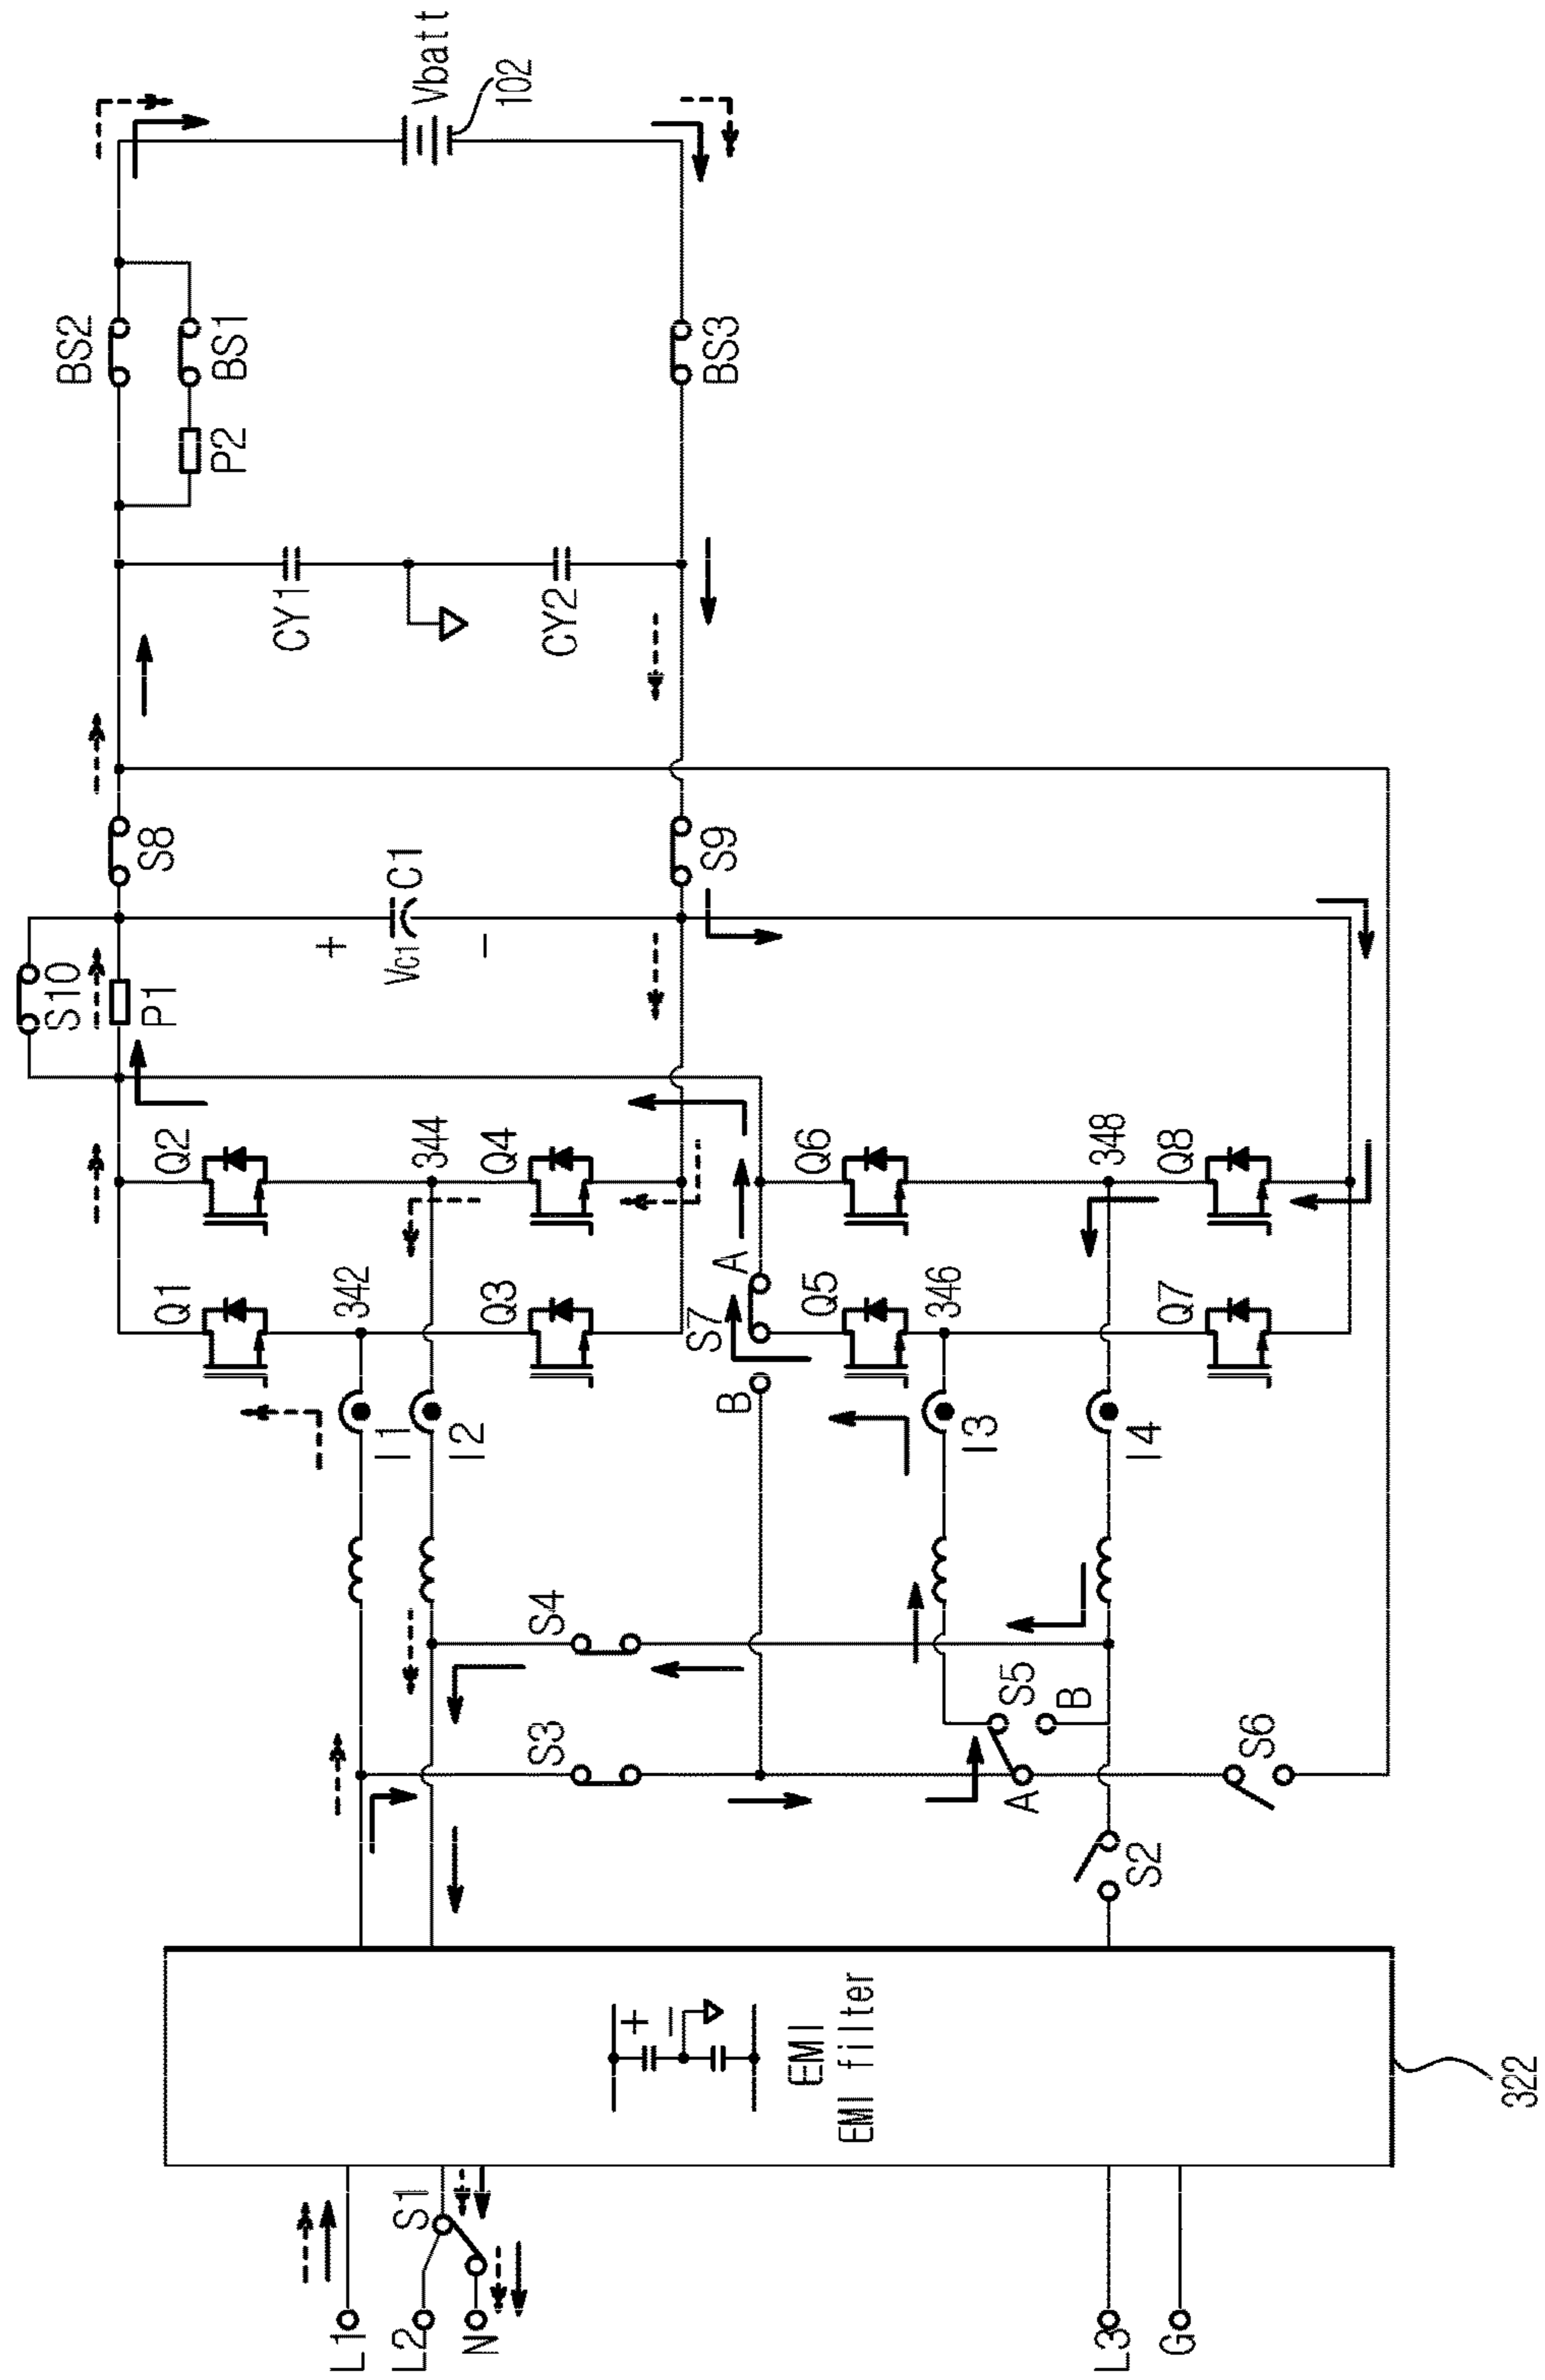 Vbatt
102
BS2
BS1
P2
BS3
CY1
CY2
S8
S9
C1
Vc1
+
−
S10
P1
Q2
344
Q4
Q6
348
Q8
Q1
342
Q3
S7
A
B
Q5
346
Q7
I1
I2
I3
I4
S4
S3
S5
B
A
S6
S2
+
−
EMI
EMI filter
322
S1
L1
L2
N
L3
G